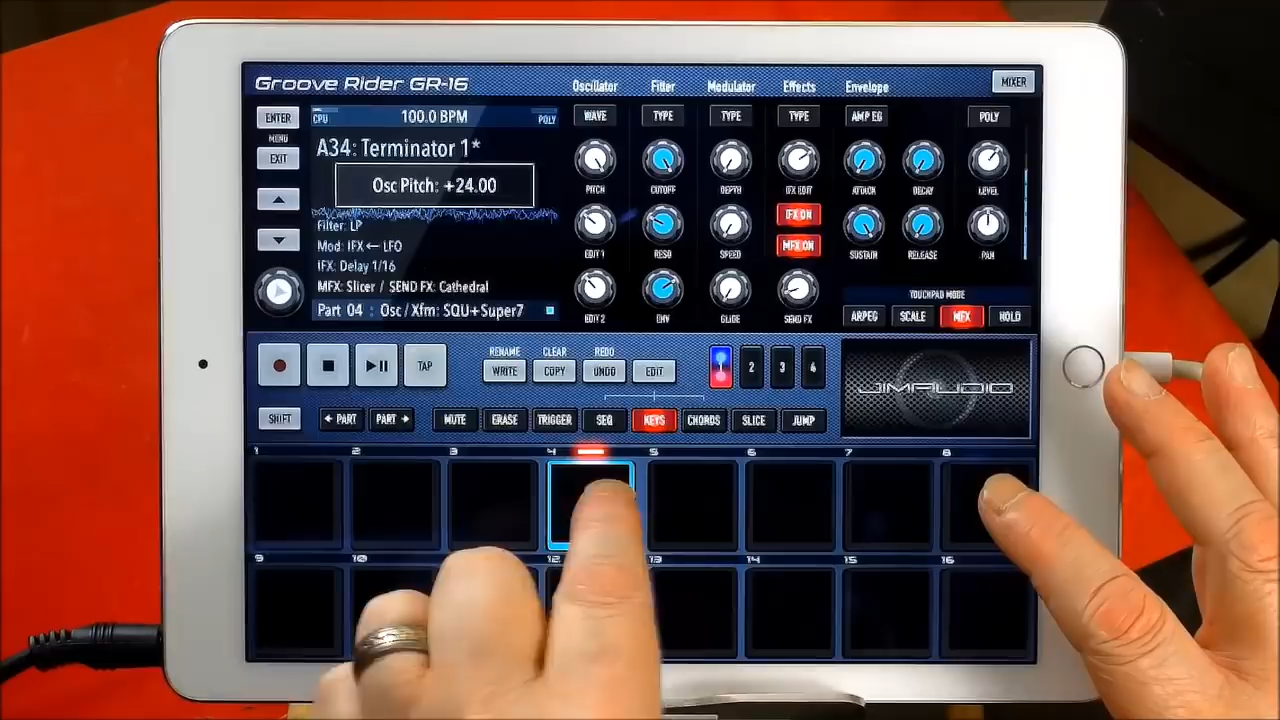 Groove Rider GR-16
Oscillator Filter Modulator Effects Envelope
MIXER
ENTER
MENU
EXIT
CPU 100.0 BPM POLY
A34: Terminator 1*
Osc Pitch: +24.00
Filter: LP
Mod: IFX ← LFO
IFX: Delay 1/16
MFX: Slicer / SEND FX: Cathedral
Part 04 : Osc/Xfm: SQU+Super7
WAVE TYPE TYPE TYPE AMP EG POLY
PITCH CUTOFF DEPTH IFX EDIT ATTACK DECAY LEVEL
IFX ON
EDIT 1 RESO SPEED MFX ON SUSTAIN RELEASE PAN
EDIT 2 ENV GLIDE SEND FX
TOUCHPAD MODE
ARPEG SCALE MFX HOLD
TAP
RENAME CLEAR REDO
WRITE COPY UNDO EDIT
1 2 3 4
JIMAUDIO
SHIFT ← PART PART → MUTE ERASE TRIGGER SEQ KEYS CHORDS SLICE JUMP
1 2 3 4 5 6 7 8
9 10 12 13 14 15 16